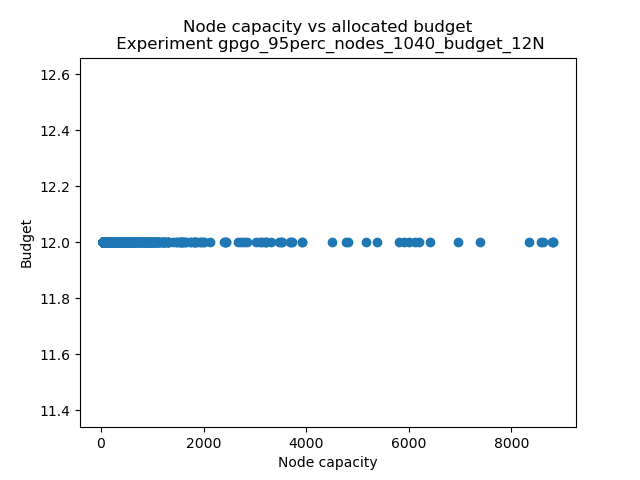 Node capacity vs allocated budget
Experiment gpgo_95perc_nodes_1040_budget_12N
12.6
12.4
12.2
12.0
11.8
11.6
11.4
Budget
0 2000 4000 6000 8000
Node capacity